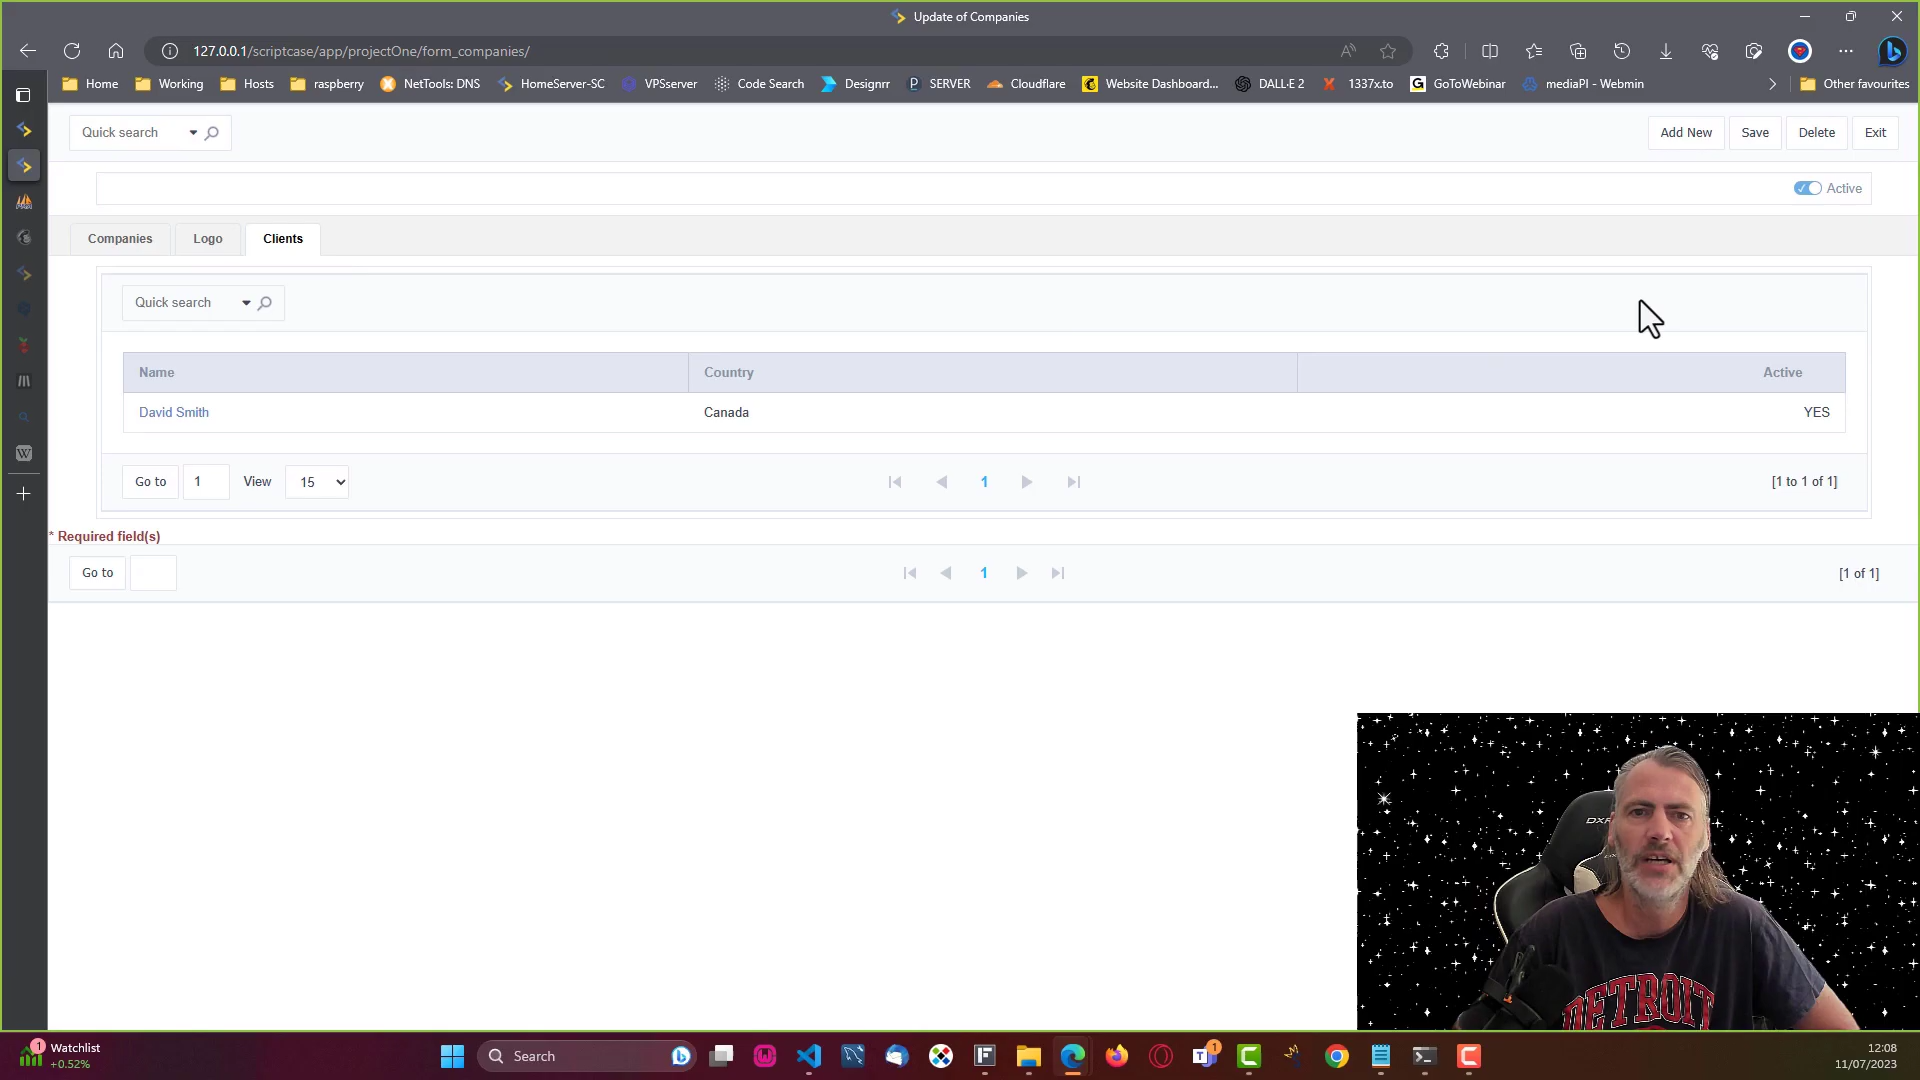 Update of Companies
127.0.0.1/scriptcase/app/projectOne/form_companies/
Home Working Hosts raspberry NetTools: DNS HomeServer-SC VPSserver Code Search Designrr SERVER Cloudflare Website Dashboard... DALL·E 2 1337x.to GoToWebinar mediaPI - Webmin Other favourites
Quick search Add New Save Delete Exit
Active
Companies Logo Clients
Quick search
Name Country Active
David Smith Canada YES
Go to 1 View 15 1 [1 to 1 of 1]
* Required field(s)
Go to 1 [1 of 1]
DETROIT
1 Watchlist
+0.52%
Search
1
12:08
11/07/2023